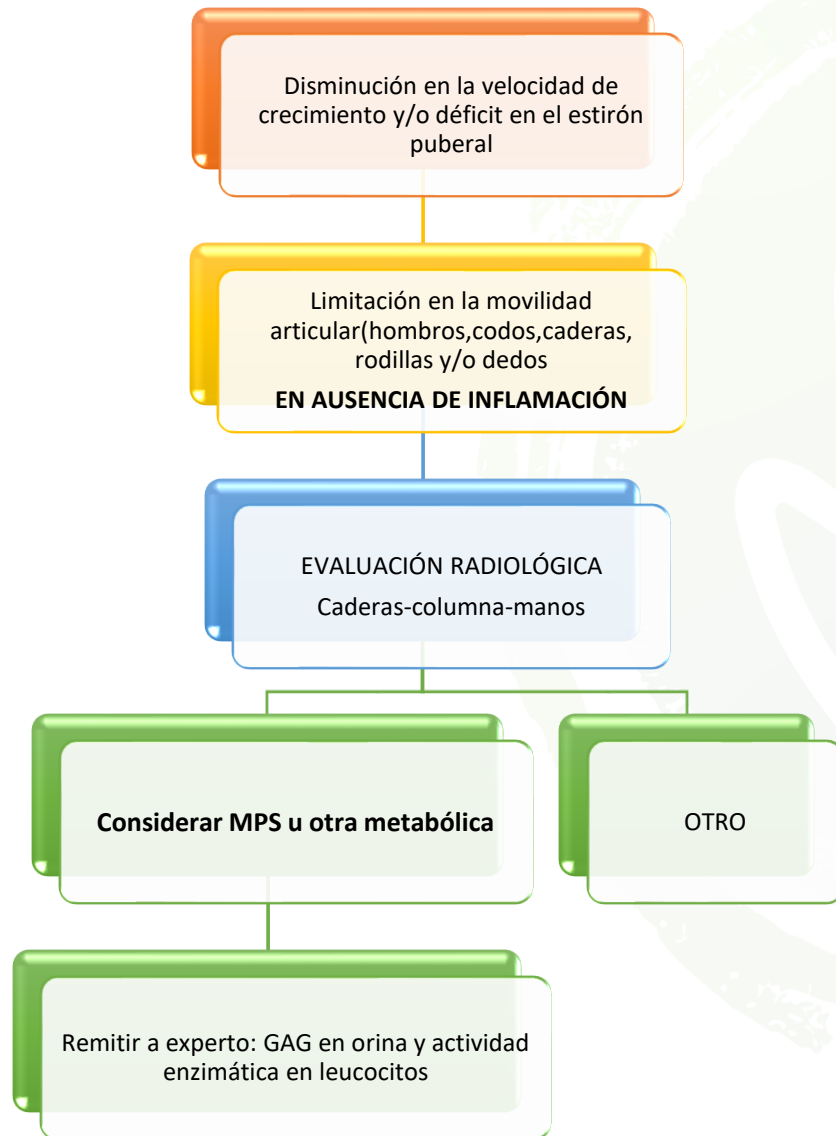 Disminución en la velocidad de
crecimiento y/o déficit en el estirón
puberal
Limitación en la movilidad
articular(hombros,codos,caderas,
rodillas y/o dedos
EN AUSENCIA DE INFLAMACIÓN
EVALUACIÓN RADIOLÓGICA
Caderas-columna-manos
Considerar MPS u otra metabólica
OTRO
Remitir a experto: GAG en orina y actividad
enzimática en leucocitos